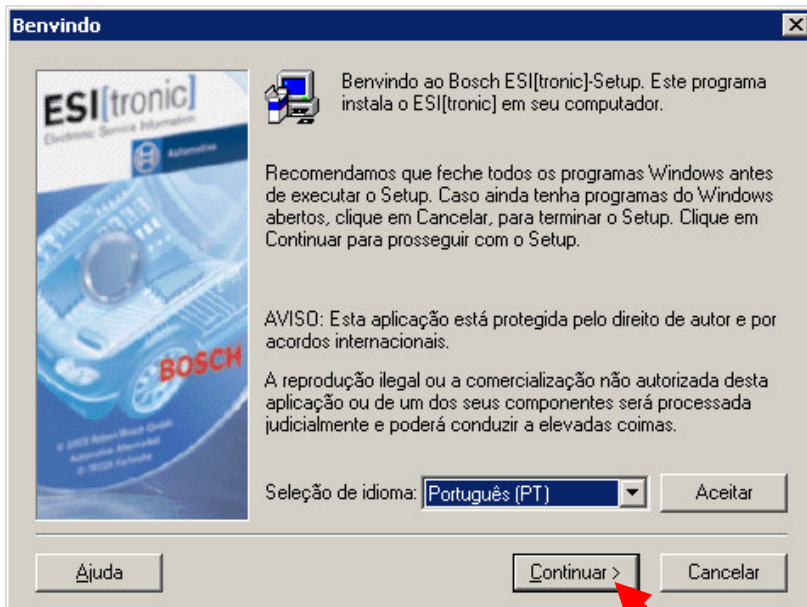 Benvindo
ESI[tronic]
Electronic Service Information
Automotive
BOSCH
Benvindo ao Bosch ESI[tronic]-Setup. Este programa
instala o ESI[tronic] em seu computador.
Recomendamos que feche todos os programas Windows antes
de executar o Setup. Caso ainda tenha programas do Windows
abertos, clique em Cancelar, para terminar o Setup. Clique em
Continuar para prosseguir com o Setup.
AVISO: Esta aplicação está protegida pelo direito de autor e por
acordos internacionais.
A reprodução ilegal ou a comercialização não autorizada desta
aplicação ou de um dos seus componentes será processada
judicialmente e poderá conduzir a elevadas coimas.
Seleção de idioma: Português (PT) Aceitar
Ajuda Continuar > Cancelar